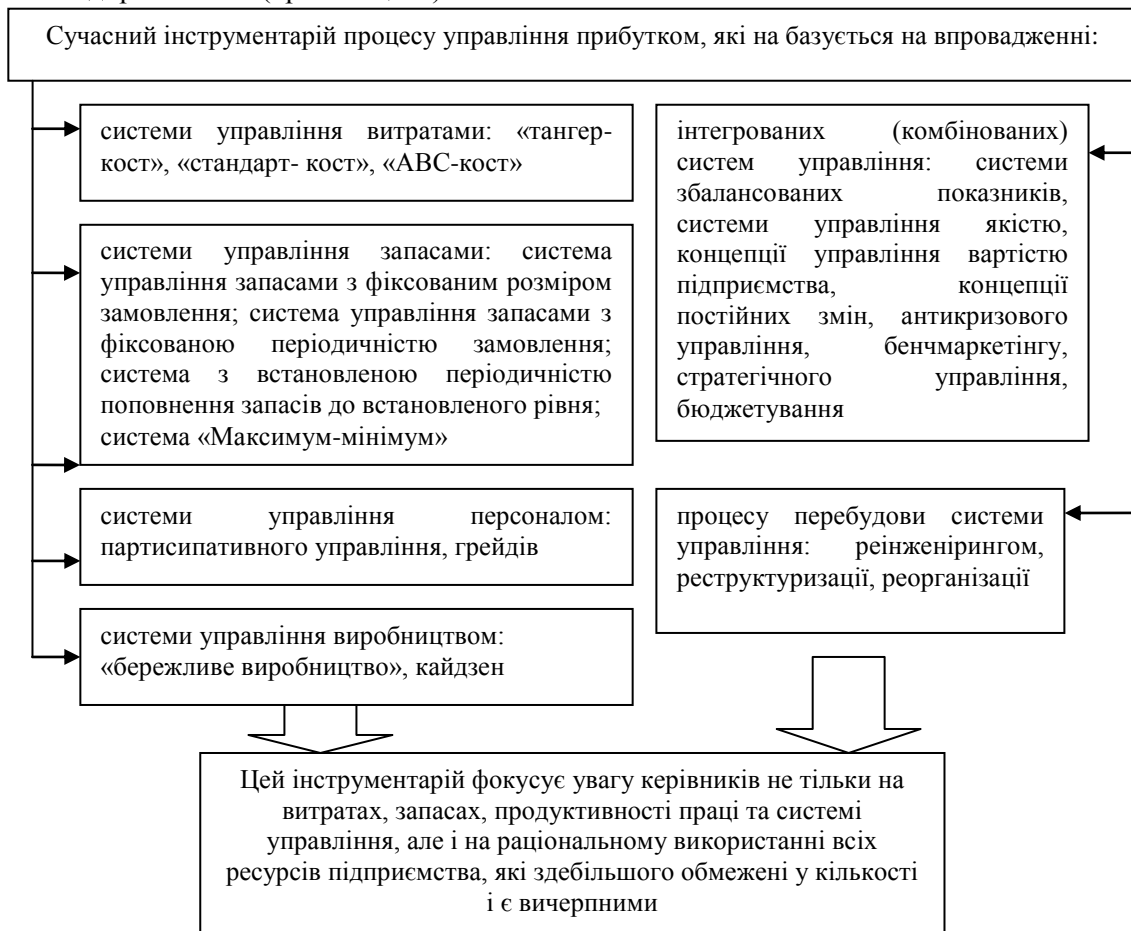 Сучасний інструментарій процесу управління прибутком, які на базується на впровадженні:
системи управління витратами: «тангер-
кост», «стандарт- кост», «АВС-кост»
системи управління запасами: система
управління запасами з фіксованим розміром
замовлення; система управління запасами з
фіксованою періодичністю замовлення;
система з встановленою періодичністю
поповнення запасів до встановленого рівня;
система «Максимум-мінімум»
системи управління персоналом:
партисипативного управління, грейдів
системи управління виробництвом:
«бережливе виробництво», кайдзен
інтегрованих (комбінованих)
систем управління: системи
збалансованих показників,
системи управління якістю,
концепції управління вартістю
підприємства, концепції
постійних змін, антикризового
управління, бенчмаркетінгу,
стратегічного управління,
бюджетування
процесу перебудови системи
управління: реінженірингом,
реструктуризації, реорганізації
Цей інструментарій фокусує увагу керівників не тільки на
витратах, запасах, продуктивності праці та системі
управління, але і на раціональному використанні всіх
ресурсів підприємства, які здебільшого обмежені у кількості
і є вичерпними